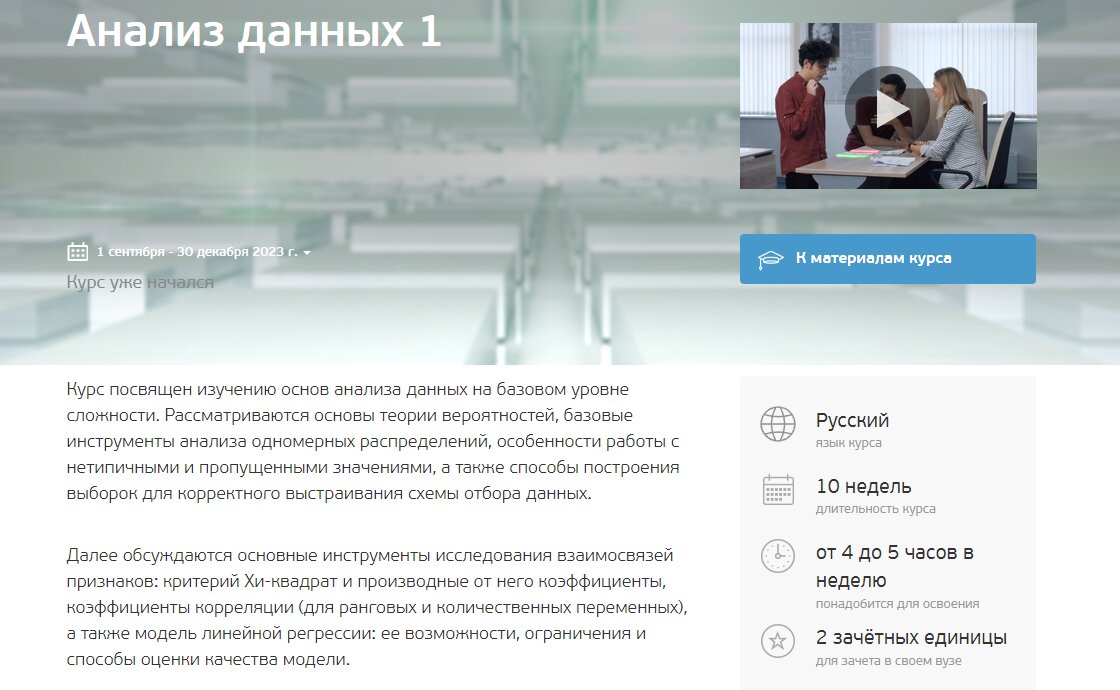 Анализ данных 1
1 сентября - 30 декабря 2023 г.
Курс уже начался
К материалам курса
Курс посвящен изучению основ анализа данных на базовом уровне
сложности. Рассматриваются основы теории вероятностей, базовые
инструменты анализа одномерных распределений, особенности работы с
нетипичными и пропущенными значениями, а также способы построения
выборок для корректного выстраивания схемы отбора данных.
Далее обсуждаются основные инструменты исследования взаимосвязей
признаков: критерий Хи-квадрат и производные от него коэффициенты,
коэффициенты корреляции (для ранговых и количественных переменных),
а также модель линейной регрессии: ее возможности, ограничения и
способы оценки качества модели.
Русский
язык курса
10 недель
длительность курса
от 4 до 5 часов в
неделю
понадобится для освоения
2 зачётных единицы
для зачета в своем вузе